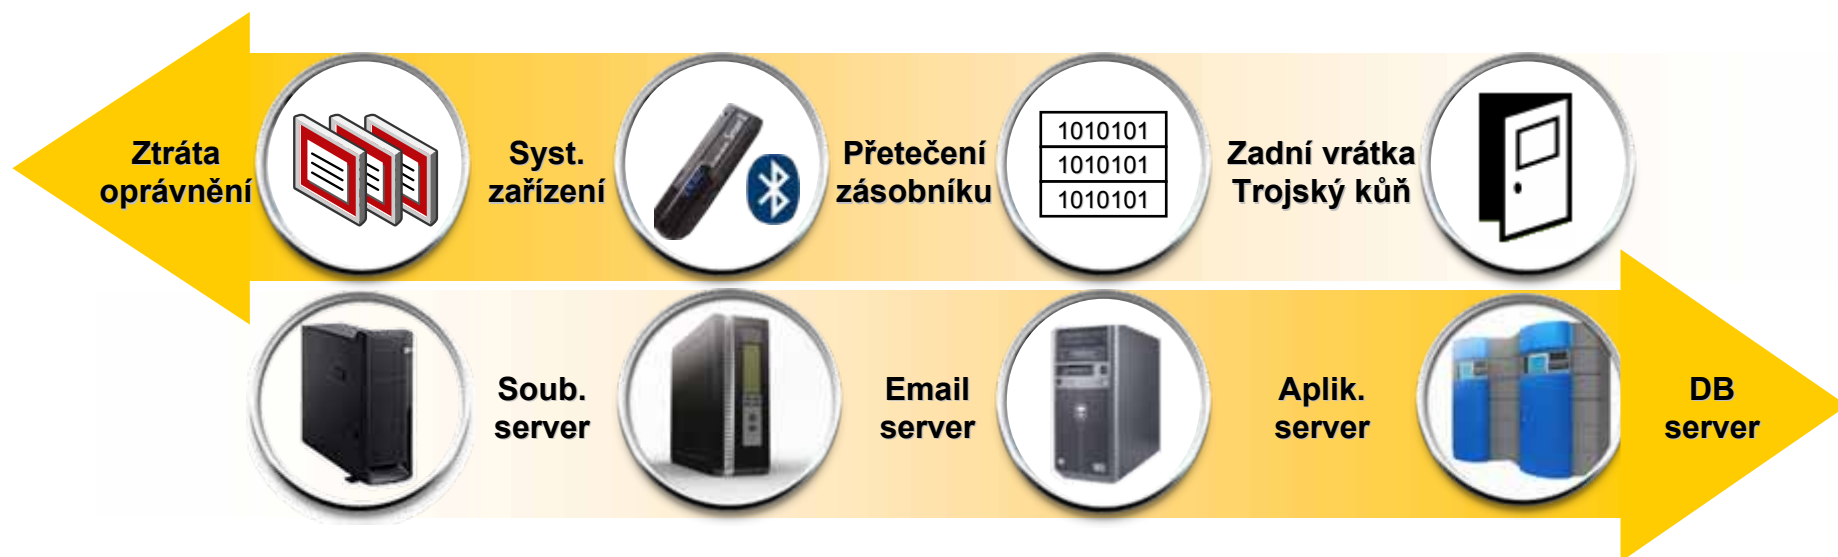 Ztráta
oprávnění
Syst.
zařízení
Přetečení
zásobníku
1010101
1010101
1010101
Zadní vrátka
Trojský kůň
Soub.
server
Email
server
Aplik.
server
DB
server